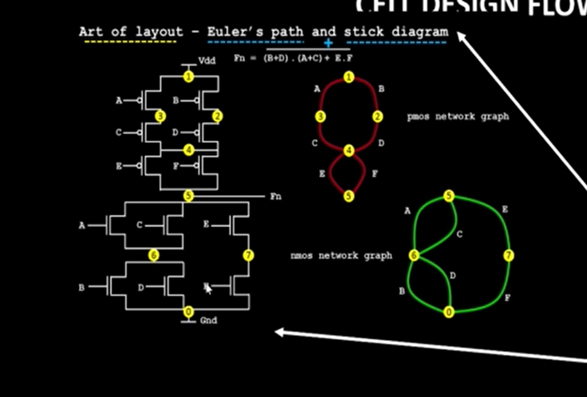 CELL DESIGN FLOW
Art of layout – Euler's path and stick diagram
+
Vdd
Fn = (B+D).(A+C)+ E.F
1
A
B
3
2
C
D
4
E
F
5
Fn
A
C
E
6
7
B
D
0
Gnd
1
A
B
3
2
pmos network graph
C
D
4
E
F
5
nmos network graph
5
A
E
C
6
7
D
B
F
0